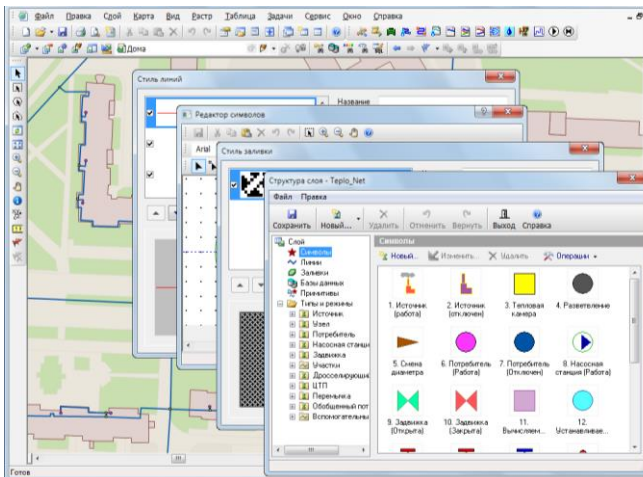 Файл Правка Слой Карта Вид Растр Таблица Задачи Сервис Окно Справка
Дома
Стиль линий
Название
Редактор символов
Arial
Стиль заливки
Структура слоя - Teplo_Net
Файл Правка
Сохранить Новый... Удалить Отменить Вернуть Выход Справка
Слой
Символы
Линии
Заливки
Базы данных
Примитивы
Типы и режимы
Источник
Узел
Потребитель
Насосная станци
Задвижка
Участки
Дросселирующи
ЦТП
Перемычка
Обобщенный пот
Вспомогательны
Символы
Новый... Изменить... Удалить Операции
1. Источник (работа)
2. Источник (отключен)
3. Тепловая камера
4. Разветвление
5. Смена диаметра
6. Потребитель (Работа)
7. Потребитель (Отключен)
8. Насосная станция (Работа)
9. Задвижка (Открыта)
10. Задвижка (Закрыта)
11. Вычисляем...
12. Устанавливае...
Готов